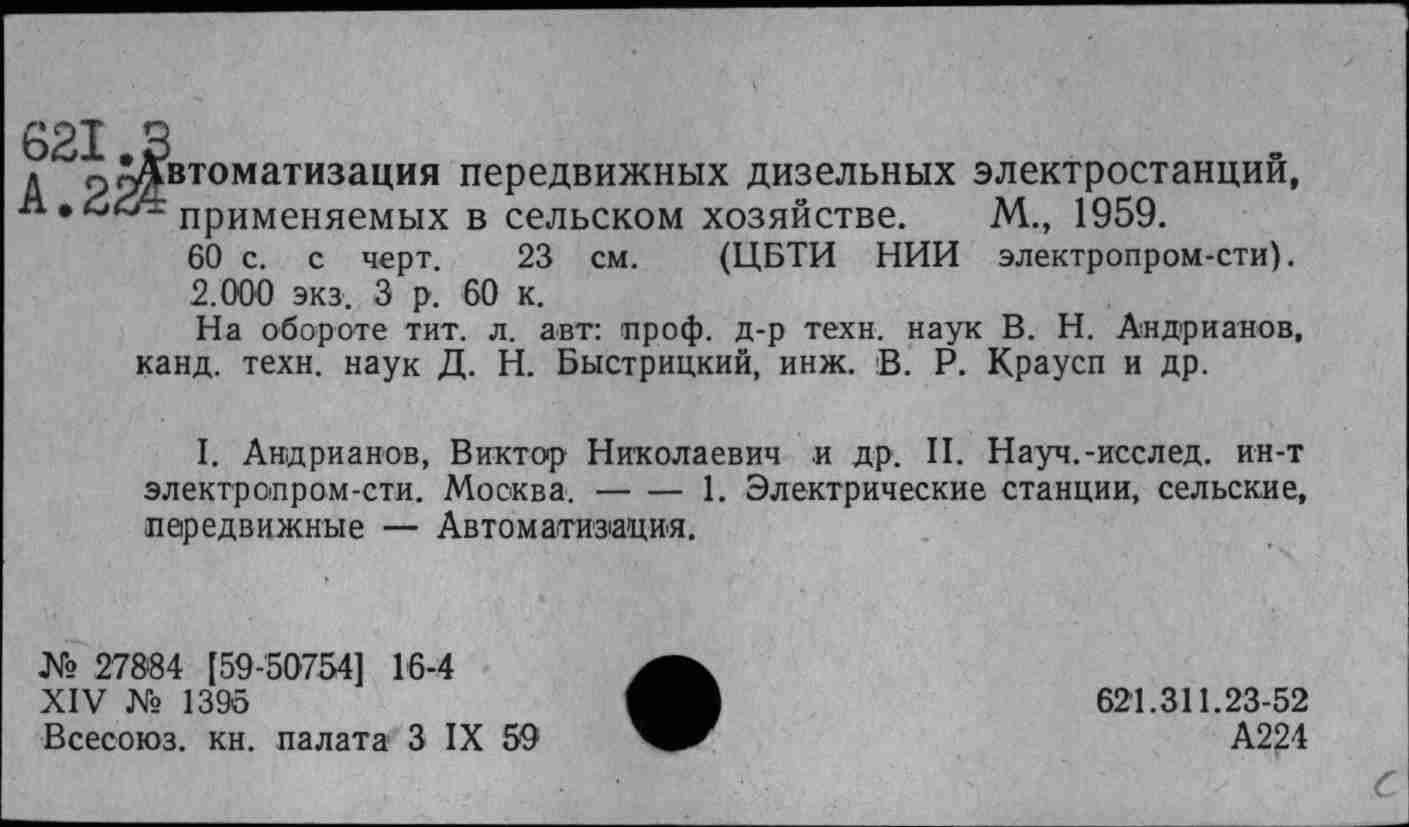 621.3
А.224
Автоматизация передвижных дизельных электростанций,
применяемых в сельском хозяйстве. М., 1959.
60 с. с черт. 23 см. (ЦБТИ НИИ электропром-сти).
2.000 экз. 3 р. 60 к.
На обороте тит. л. авт: проф. д-р техн. наук В. Н. Андрианов,
канд. техн. наук Д. Н. Быстрицкий, инж. В. Р. Краусп и др.
I. Андрианов, Виктор Николаевич и др. II. Науч.-исслед. ин-т
электропром-сти. Москва. — — 1. Электрические станции, сельские,
передвижные — Автоматизация.
№ 27884 [59-50754] 16-4
XIV № 1395
621.311.23-52
Всесоюз. кн. палата 3 IX 59
А224
с